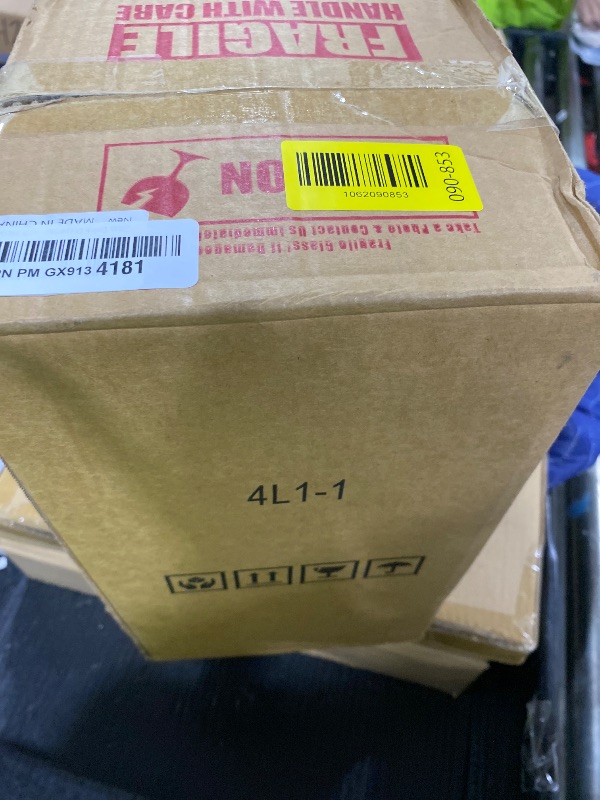 HANDLE WITH CARE
FRAGILE
ON
1062090853
090-853
Fragile Glass! If Damaged
Take a Photo & Contact Us Immediately
New MADE IN CHINA
PM GX913 4181
4L1-1